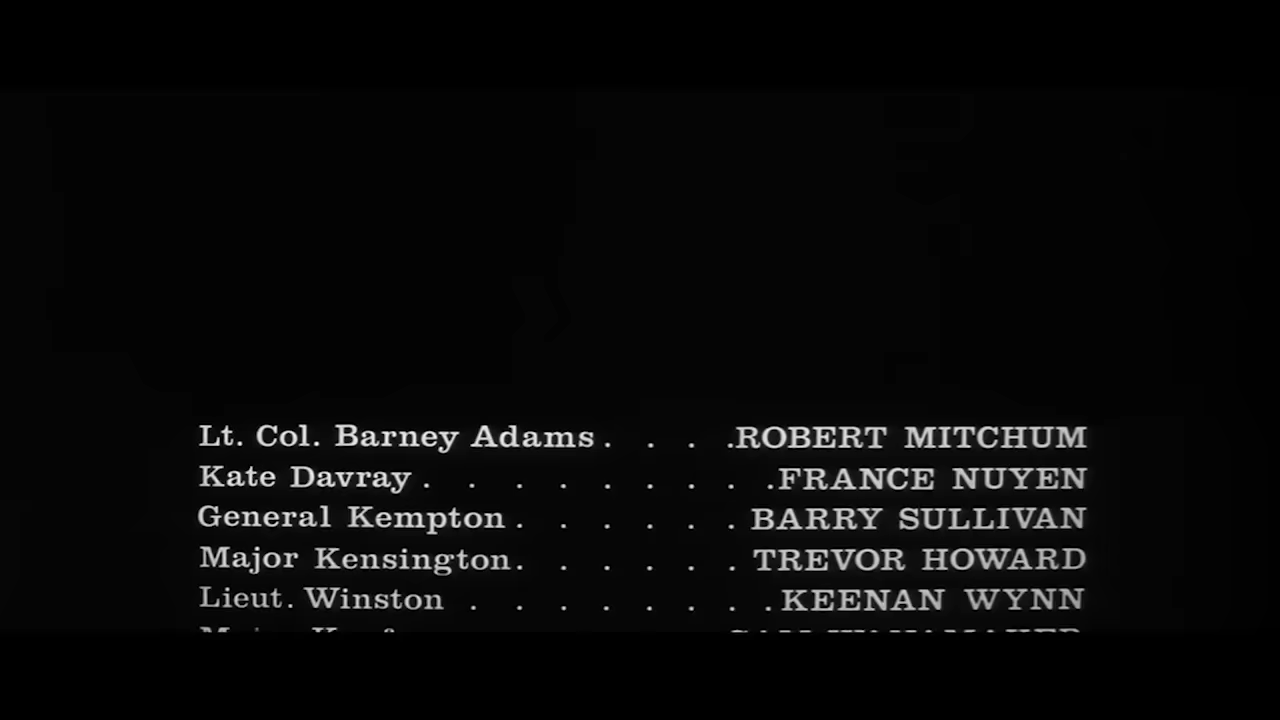 Lt. Col. Barney Adams . . . .ROBERT MITCHUM
Kate Davray . . . . . . . . .FRANCE NUYEN
General Kempton . . . . . . BARRY SULLIVAN
Major Kensington. . . . . . TREVOR HOWARD
Lieut. Winston . . . . . . . .KEENAN WYNN